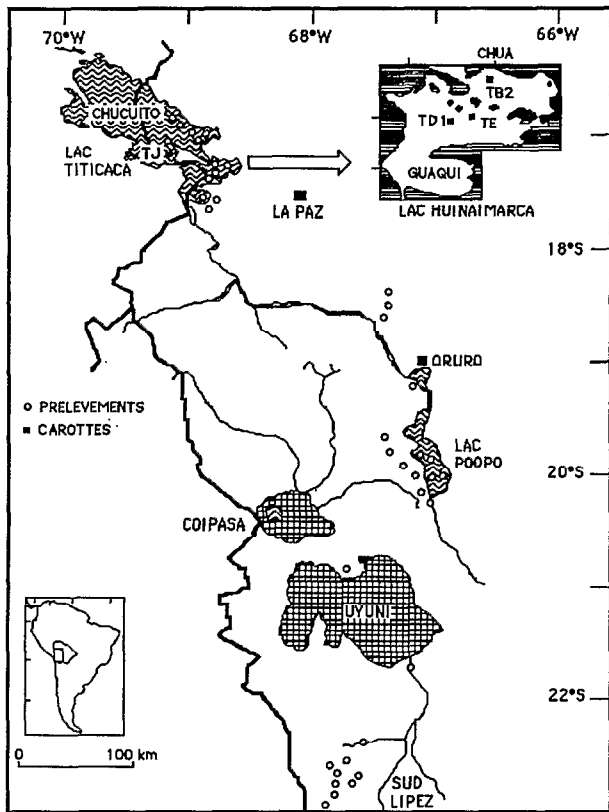 70°W
68°W
66°W
CHUA
TB2
TD1
TE
GUAQUI
LAC HUINAIMARCA
CHUCUITO
TJ
LAC
TITICACA
LA PAZ
18°S
ORURO
○ PRELEVEMENTS
■ CAROTTES
LAC
POOPO
20°S
COIPASA
UYUNI
22°S
0 100 km
SUD
LIPEZ